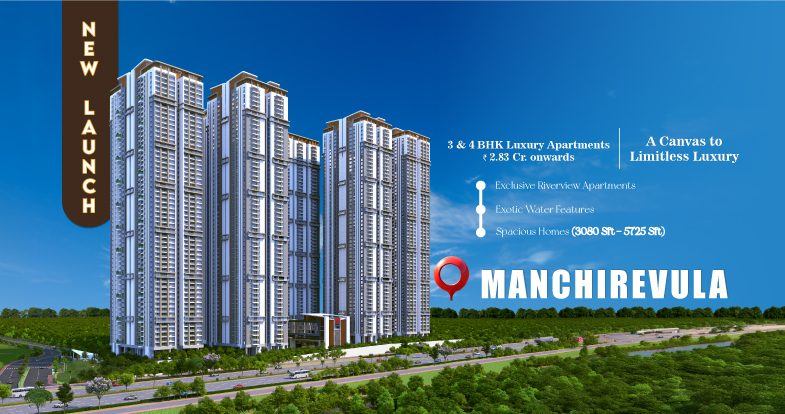 NEW LAUNCH
3 & 4 BHK Luxury Apartments
₹ 2.83 Cr. onwards
A Canvas to
Limitless Luxury
Exclusive Riverview Apartments
Exotic Water Features
Spacious Homes (3080 Sft - 5725 Sft)
MANCHIREVULA